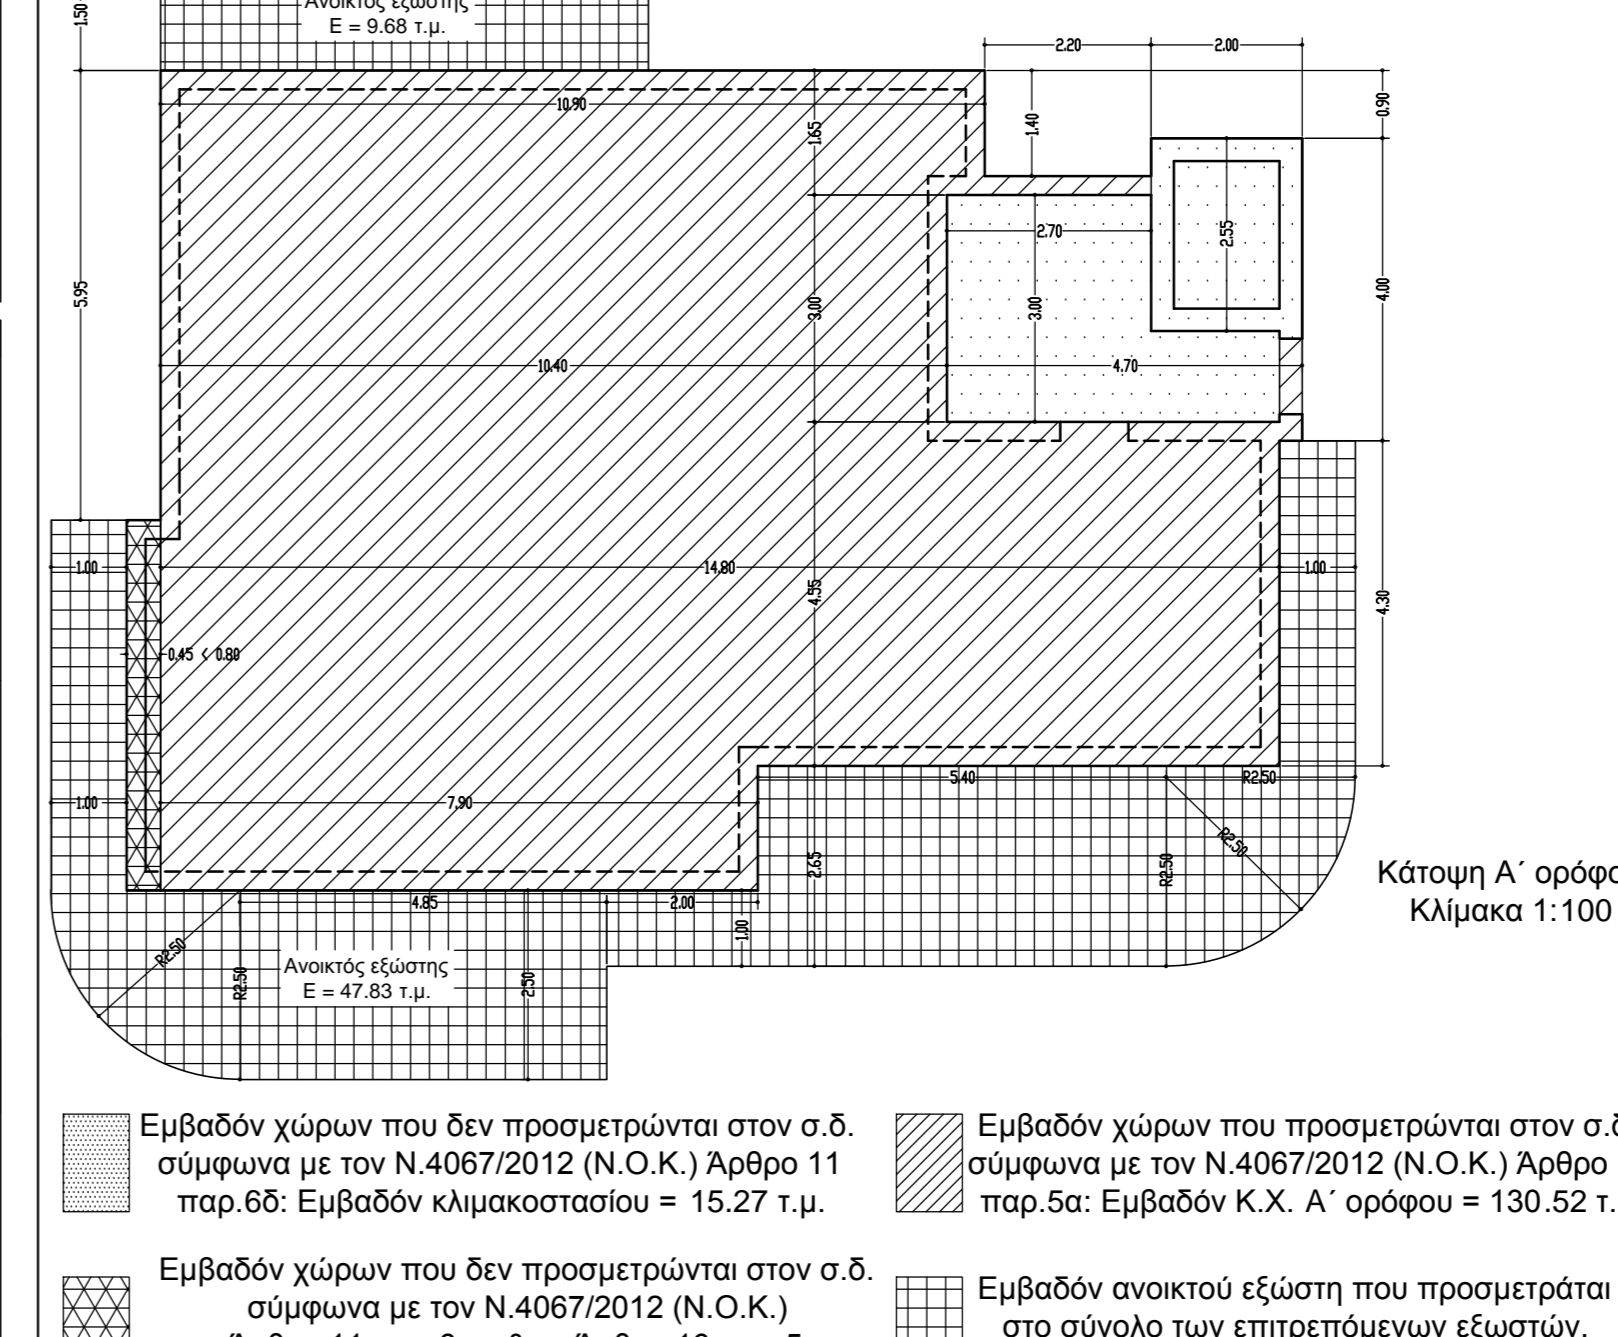 Ανοικτός εξώστης
Ε = 9.68 τ.μ.
1.50
2.20
2.00
0.90
10.90
1.65
1.40
2.70
2.55
5.95
3.00
3.00
4.00
10.40
4.70
1.00
14.80
1.00
4.55
4.30
0.45 < 0.80
5.40
R2.50
1.00
7.90
R2.50
2.65
R2.50
Κάτοψη Α΄
Κλίμακα 1:100
4.85
2.00
1.00
R2.50
Ανοικτός εξώστης
Ε = 47.83 τ.μ.
R2.50
2.50
Εμβαδόν χώρων που δεν προσμετρώνται στον σ.δ.
σύμφωνα με τον Ν.4067/2012 (Ν.Ο.Κ.) Άρθρο 11
παρ.6δ: Εμβαδόν κλιμακοστασίου = 15.27 τ.μ.
Εμβαδόν χώρων που προσμετρώνται στον
σύμφωνα με τον Ν.4067/2012 (Ν.Ο.Κ.) Άρθρο
παρ.5α: Εμβαδόν Κ.Χ. Α΄ ορόφου = 130.52 τ.
Εμβαδόν χώρων που δεν προσμετρώνται στον σ.δ.
σύμφωνα με τον Ν.4067/2012 (Ν.Ο.Κ.)
Εμβαδόν ανοικτού εξώστη που προσμετράται
στο σύνολο των επιτρεπόμενων εξωστών.